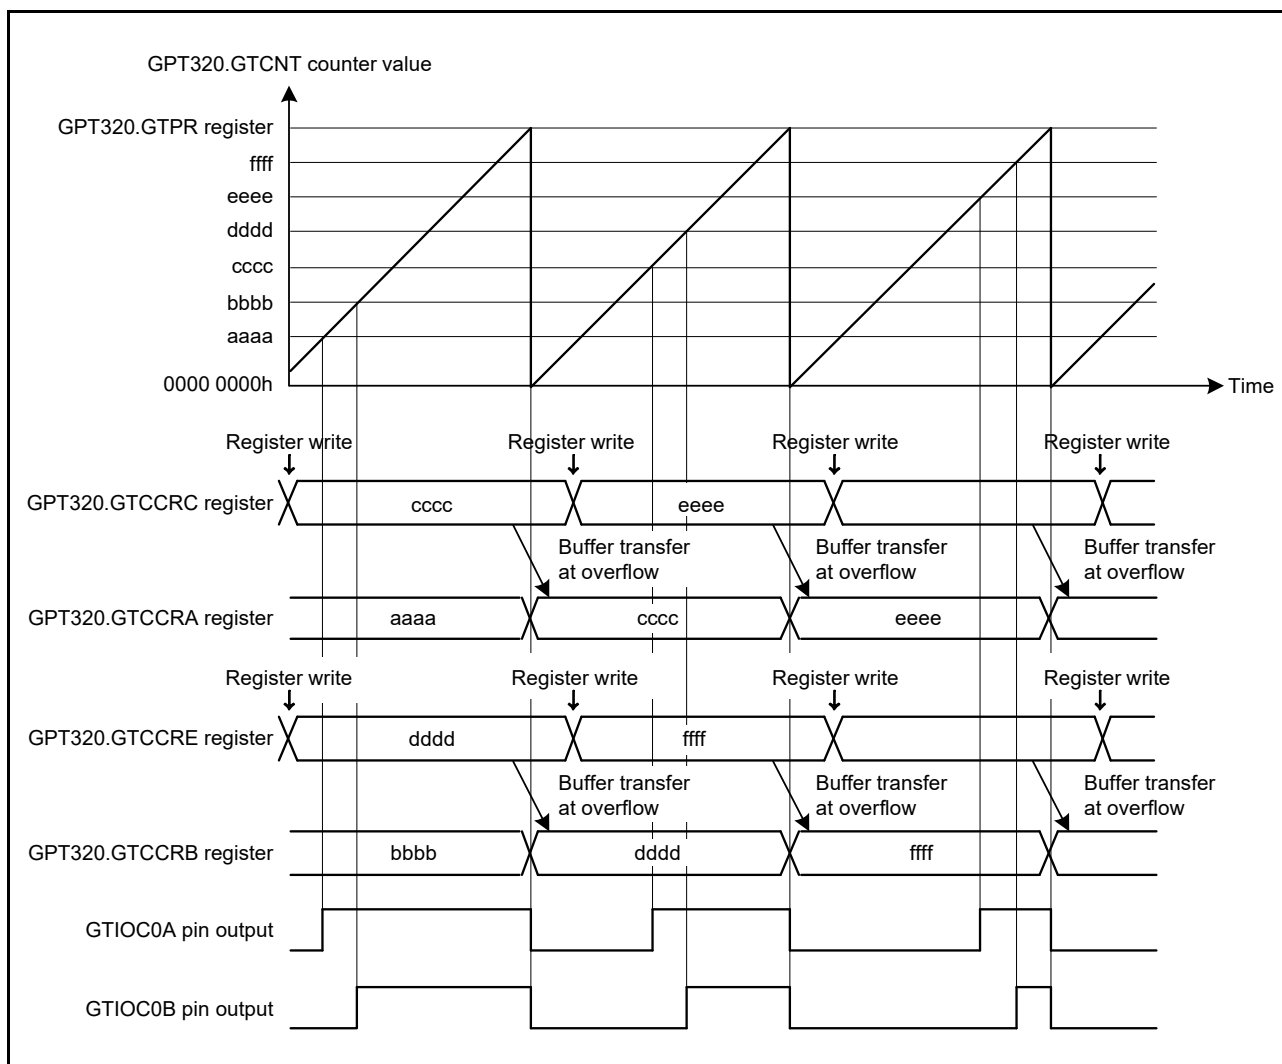 GPT320.GTCNT counter value
GPT320.GTPR register
ffff
eeee
dddd
cccc
bbbb
aaaa
0000 0000h
Time
Register write Register write Register write Register write
GPT320.GTCCRC register cccc eeee
Buffer transfer Buffer transfer Buffer transfer
at overflow at overflow at overflow
GPT320.GTCCRA register aaaa cccc eeee
Register write Register write Register write Register write
GPT320.GTCCRE register dddd ffff
Buffer transfer Buffer transfer Buffer transfer
at overflow at overflow at overflow
GPT320.GTCCRB register bbbb dddd ffff
GTIOC0A pin output
GTIOC0B pin output